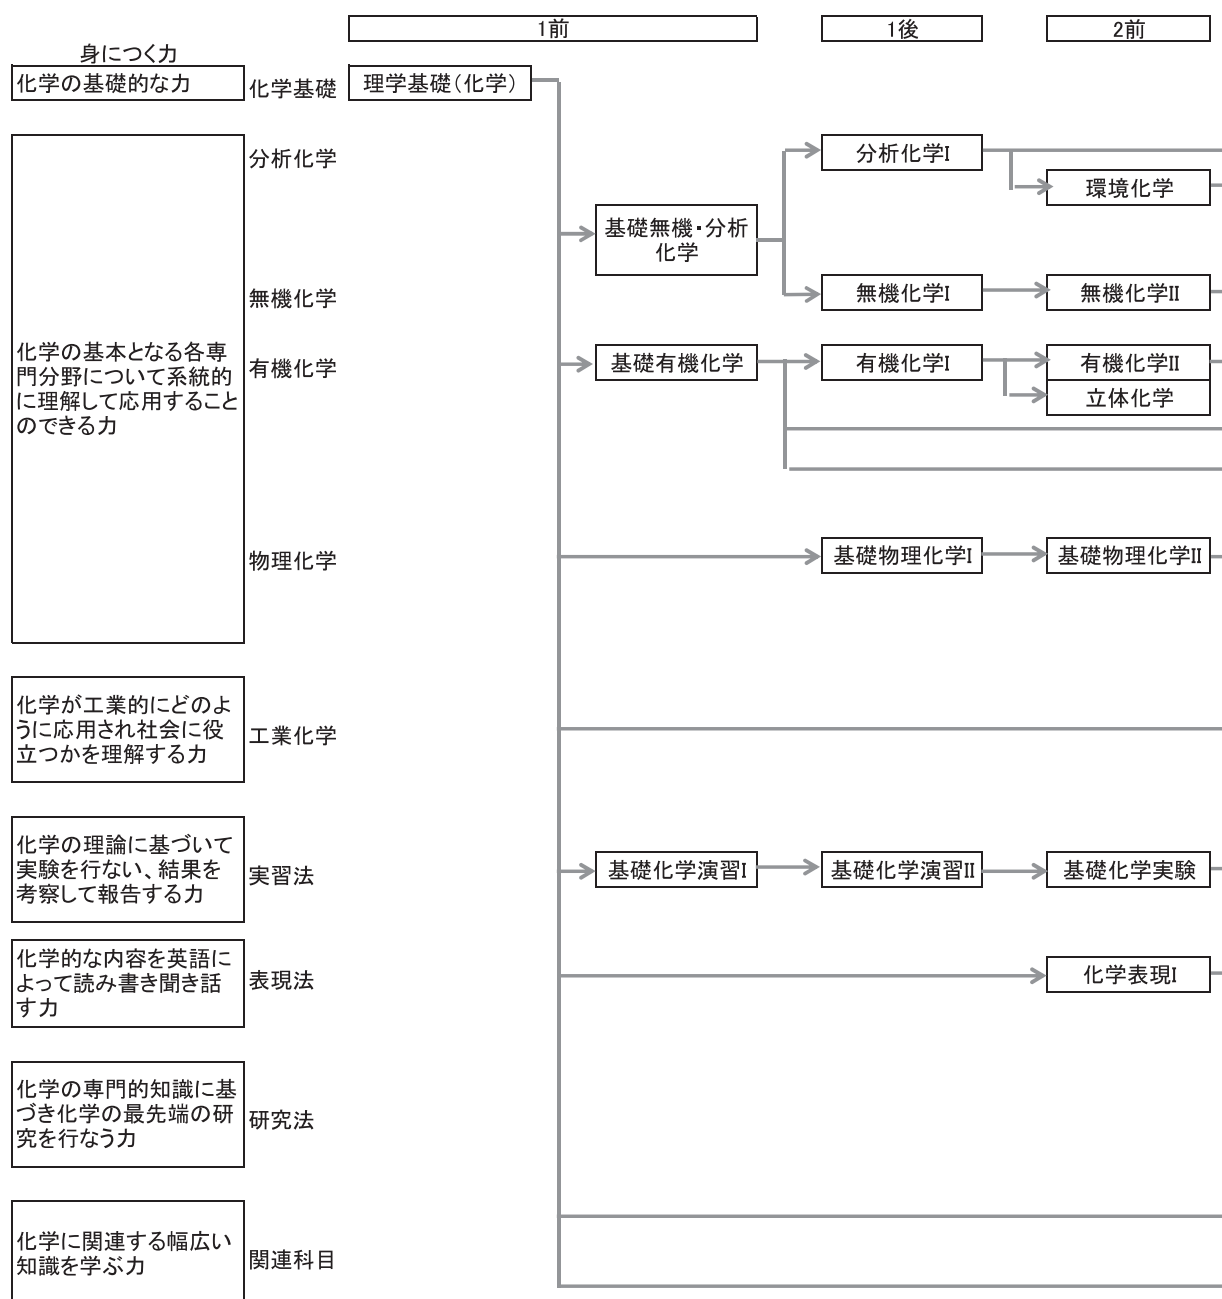 1前
1後
2前
身につく力
化学の基礎的な力
化学基礎
理学基礎(化学)
分析化学
分析化学I
環境化学
基礎無機・分析
化学
無機化学
無機化学I
無機化学II
化学の基本となる各専
門分野について系統的
に理解して応用すること
のできる力
有機化学
基礎有機化学
有機化学I
有機化学II
立体化学
物理化学
基礎物理化学I
基礎物理化学II
化学が工業的にどのよ
うに応用され社会に役
立つかを理解する力
工業化学
化学の理論に基づいて
実験を行ない、結果を
考察して報告する力
実習法
基礎化学演習I
基礎化学演習II
基礎化学実験
化学的な内容を英語に
よって読み書き聞き話
す力
表現法
化学表現I
化学の専門的知識に基
づき化学の最先端の研
究を行なう力
研究法
化学に関連する幅広い
知識を学ぶ力
関連科目